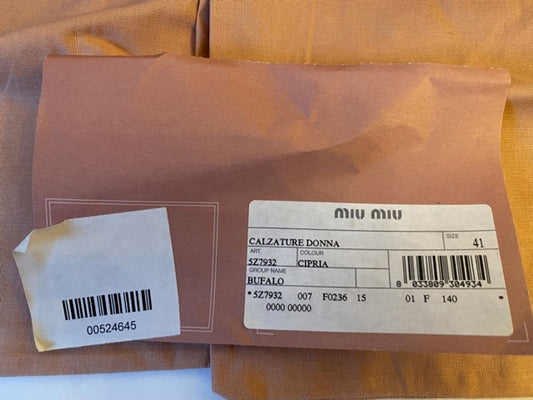 miu miu
CALZATURE DONNA
SIZE
41
ART.
COLOUR
5Z7932
CIPRIA
GROUP NAME
BUFALO
8 033809 304934
* 5Z7932 007 F0236 15 01 F 140 *
0000 00000
00524645